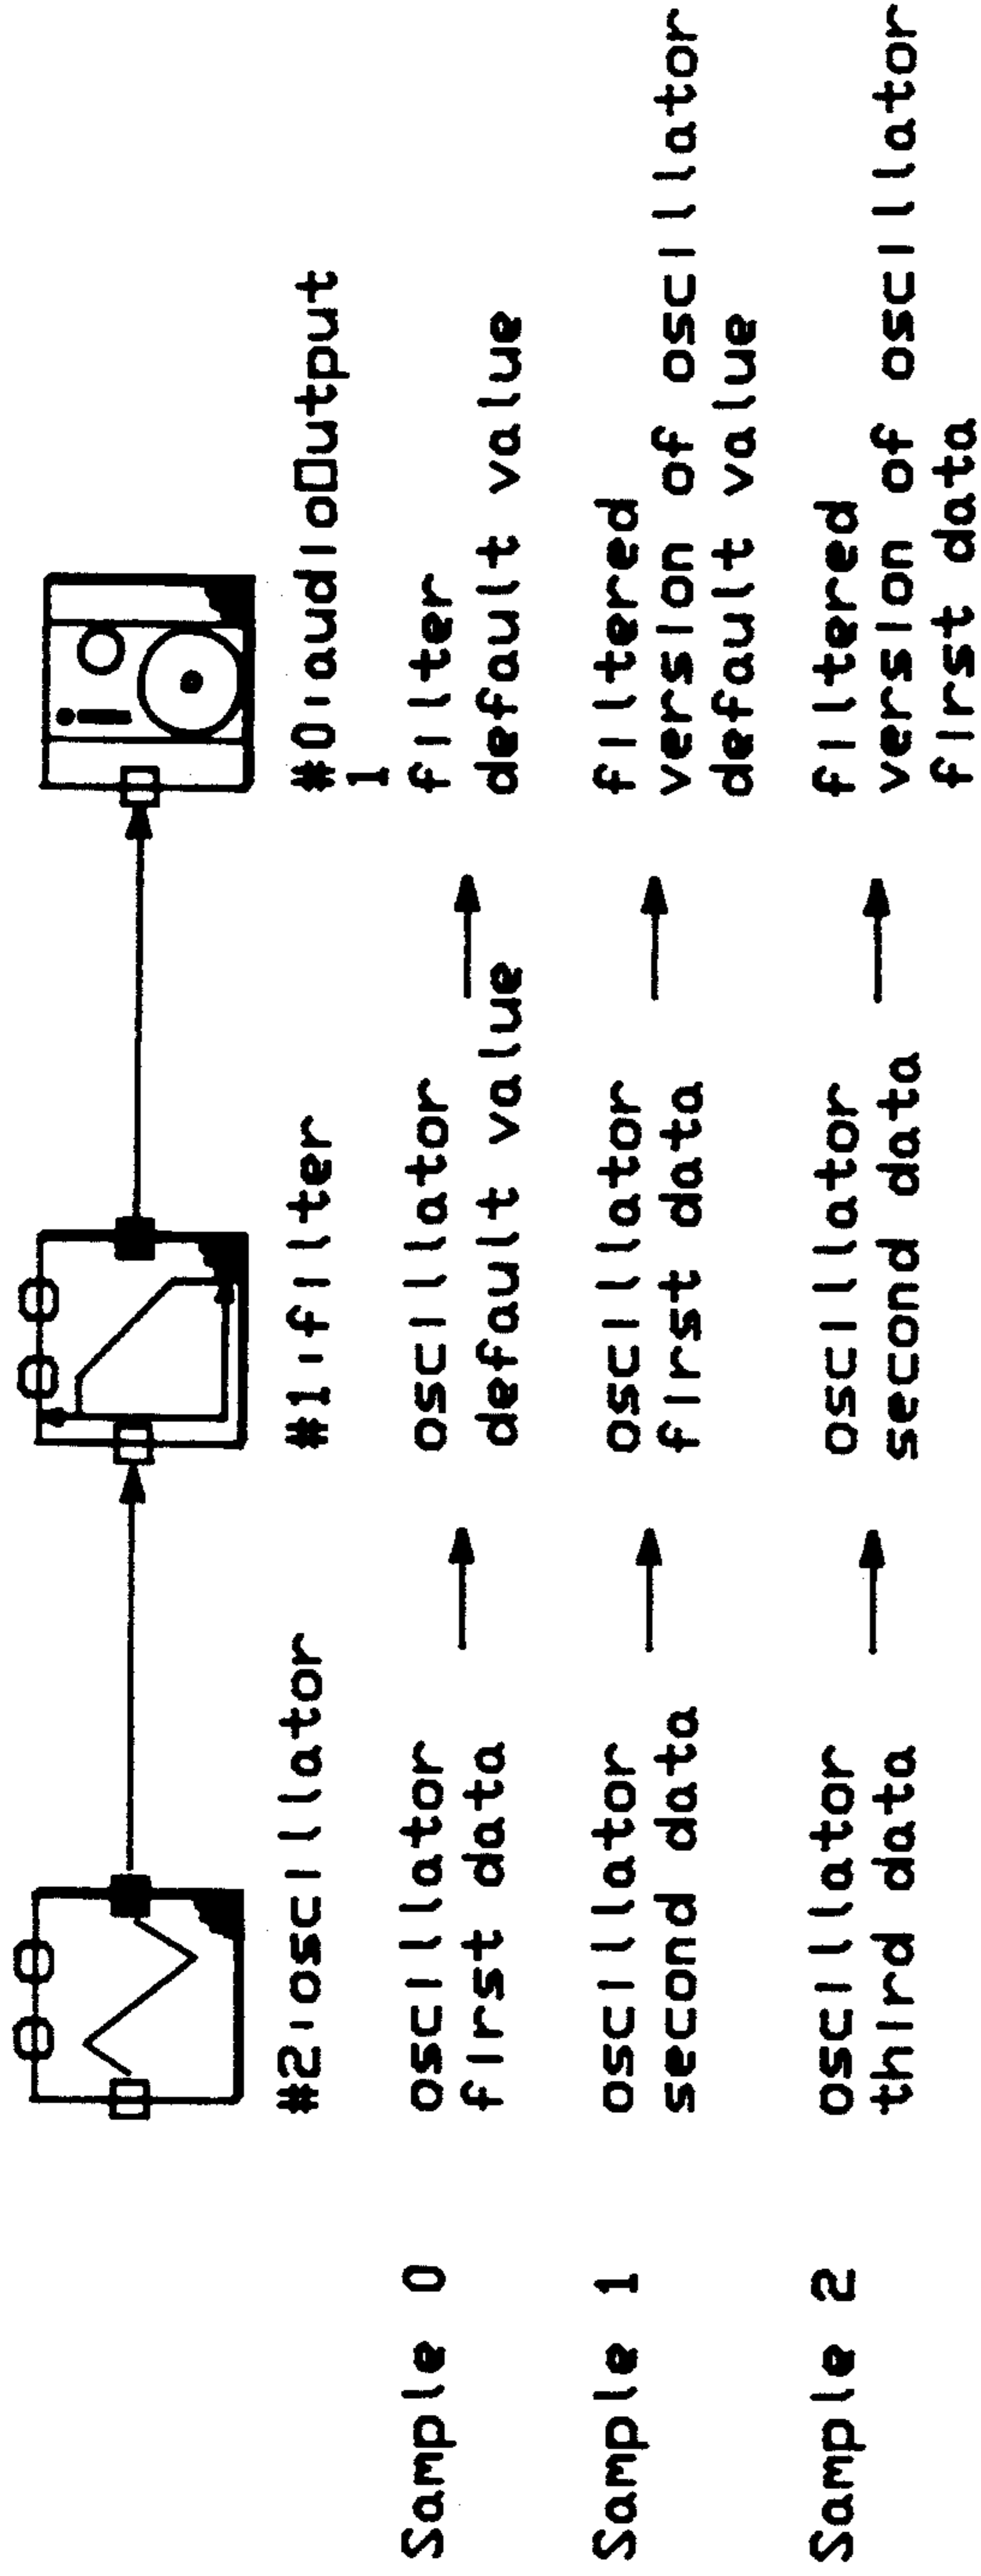 #2:oscillator
#1:filter
#0:audioOutput
1
Sample 0
oscillator
first data
oscillator
default value
filter
default value
Sample 1
oscillator
second data
oscillator
first data
filtered
version of oscillator
default value
Sample 2
oscillator
third data
oscillator
second data
filtered
version of oscillator
first data